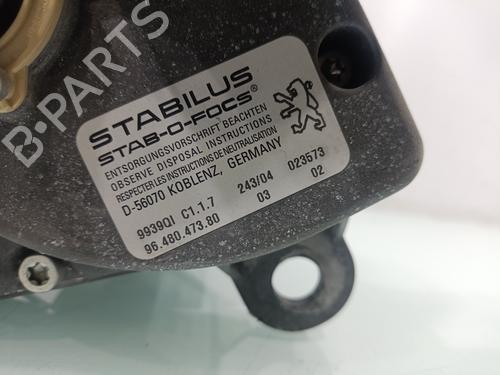 STABILUS
STAB-O-FOCS®
ENTSORGUNGSVORSCHRIFT BEACHTEN
OBSERVE DISPOSAL INSTRUCTIONS
RESPECTER LES INSTRUCTIONS DE NEUTRALISATION
D-56070 KOBLENZ, GERMANY
9939QI C1.1.7 243/04 023573
96.480.473.80 03 02
B-PARTS